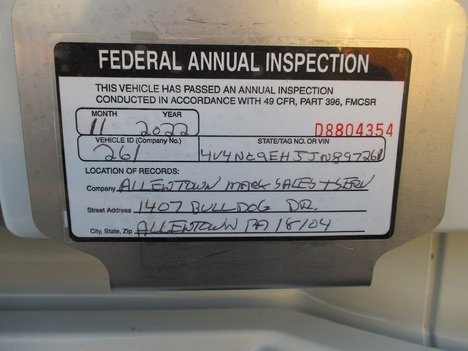 FEDERAL ANNUAL INSPECTION
THIS VEHICLE HAS PASSED AN ANNUAL INSPECTION
CONDUCTED IN ACCORDANCE WITH 49 CFR, PART 396, FMCSR
MONTH YEAR
11 2022 D8804354
VEHICLE ID (Company No.) STATE/TAG NO. OR VIN
261 4V4NC9EH5JN897261
LOCATION OF RECORDS:
Company ALLENTOWN MACK SALES + SERV
Street Address 1407 BULLDOG DR.
City, State, Zip ALLENTOWN PA 18104